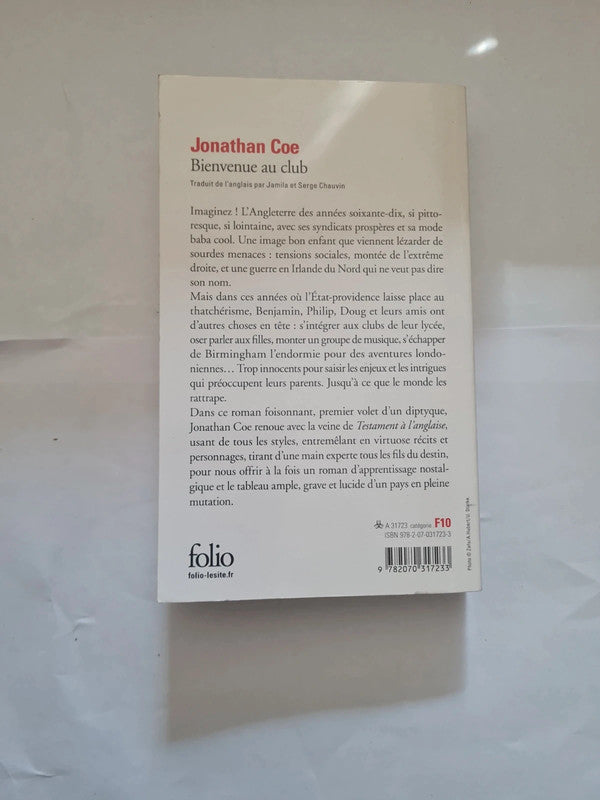 Jonathan Coe
Bienvenue au club
Traduit de l'anglais par Jamila et Serge Chauvin
Imaginez ! L'Angleterre des années soixante-dix, si pitto-
resque, si lointaine, avec ses syndicats prospères et sa mode
baba cool. Une image bon enfant que viennent lézarder de
sourdes menaces : tensions sociales, montée de l'extrême
droite, et une guerre en Irlande du Nord qui ne veut pas dire
son nom.
Mais dans ces années où l'État-providence laisse place au
thatchérisme, Benjamin, Philip, Doug et leurs amis ont
d'autres choses en tête : s'intégrer aux clubs de leur lycée,
oser parler aux filles, monter un groupe de musique, s'échapper
de Birmingham l'endormie pour des aventures londo-
niennes… Trop innocents pour saisir les enjeux et les intrigues
qui préoccupent leurs parents. Jusqu'à ce que le monde les
rattrape.
Dans ce roman foisonnant, premier volet d'un diptyque,
Jonathan Coe renoue avec la veine de Testament à l'anglaise,
usant de tous les styles, entremêlant en virtuose récits et
personnages, tirant d'une main experte tous les fils du destin,
pour nous offrir à la fois un roman d'apprentissage nostal-
gique et le tableau ample, grave et lucide d'un pays en pleine
mutation.
A 31723 catégorie F10
ISBN 978-2-07-031723-3
folio
folio-lesite.fr
9 782070 317233
Photo ©